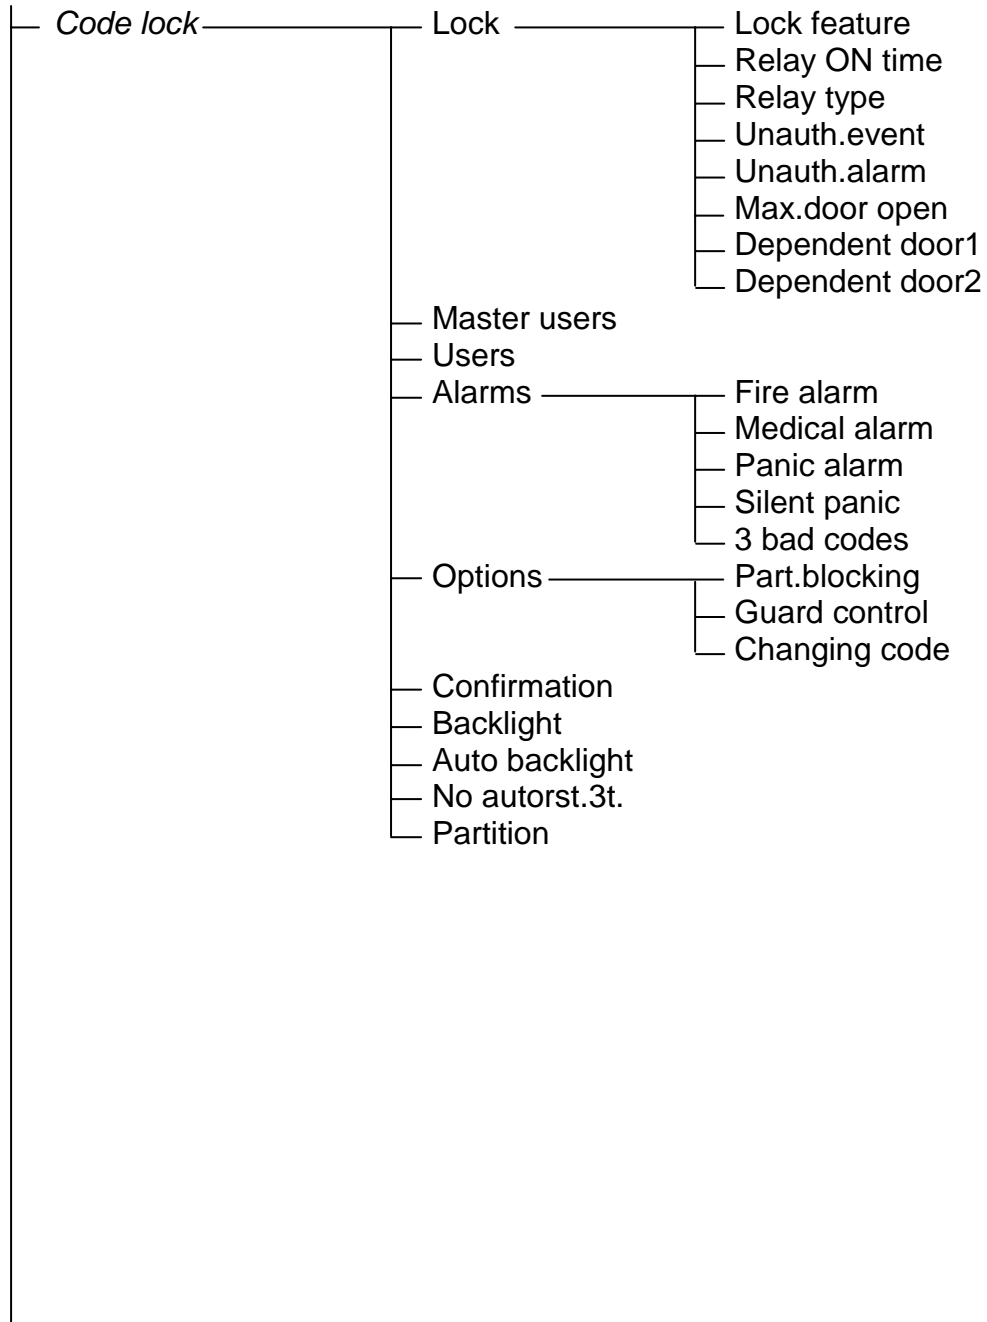 Code lock Lock Lock feature
Relay ON time
Relay type
Unauth.event
Unauth.alarm
Max.door open
Dependent door1
Dependent door2
Master users
Users
Alarms Fire alarm
Medical alarm
Panic alarm
Silent panic
3 bad codes
Options Part.blocking
Guard control
Changing code
Confirmation
Backlight
Auto backlight
No autorst.3t.
Partition